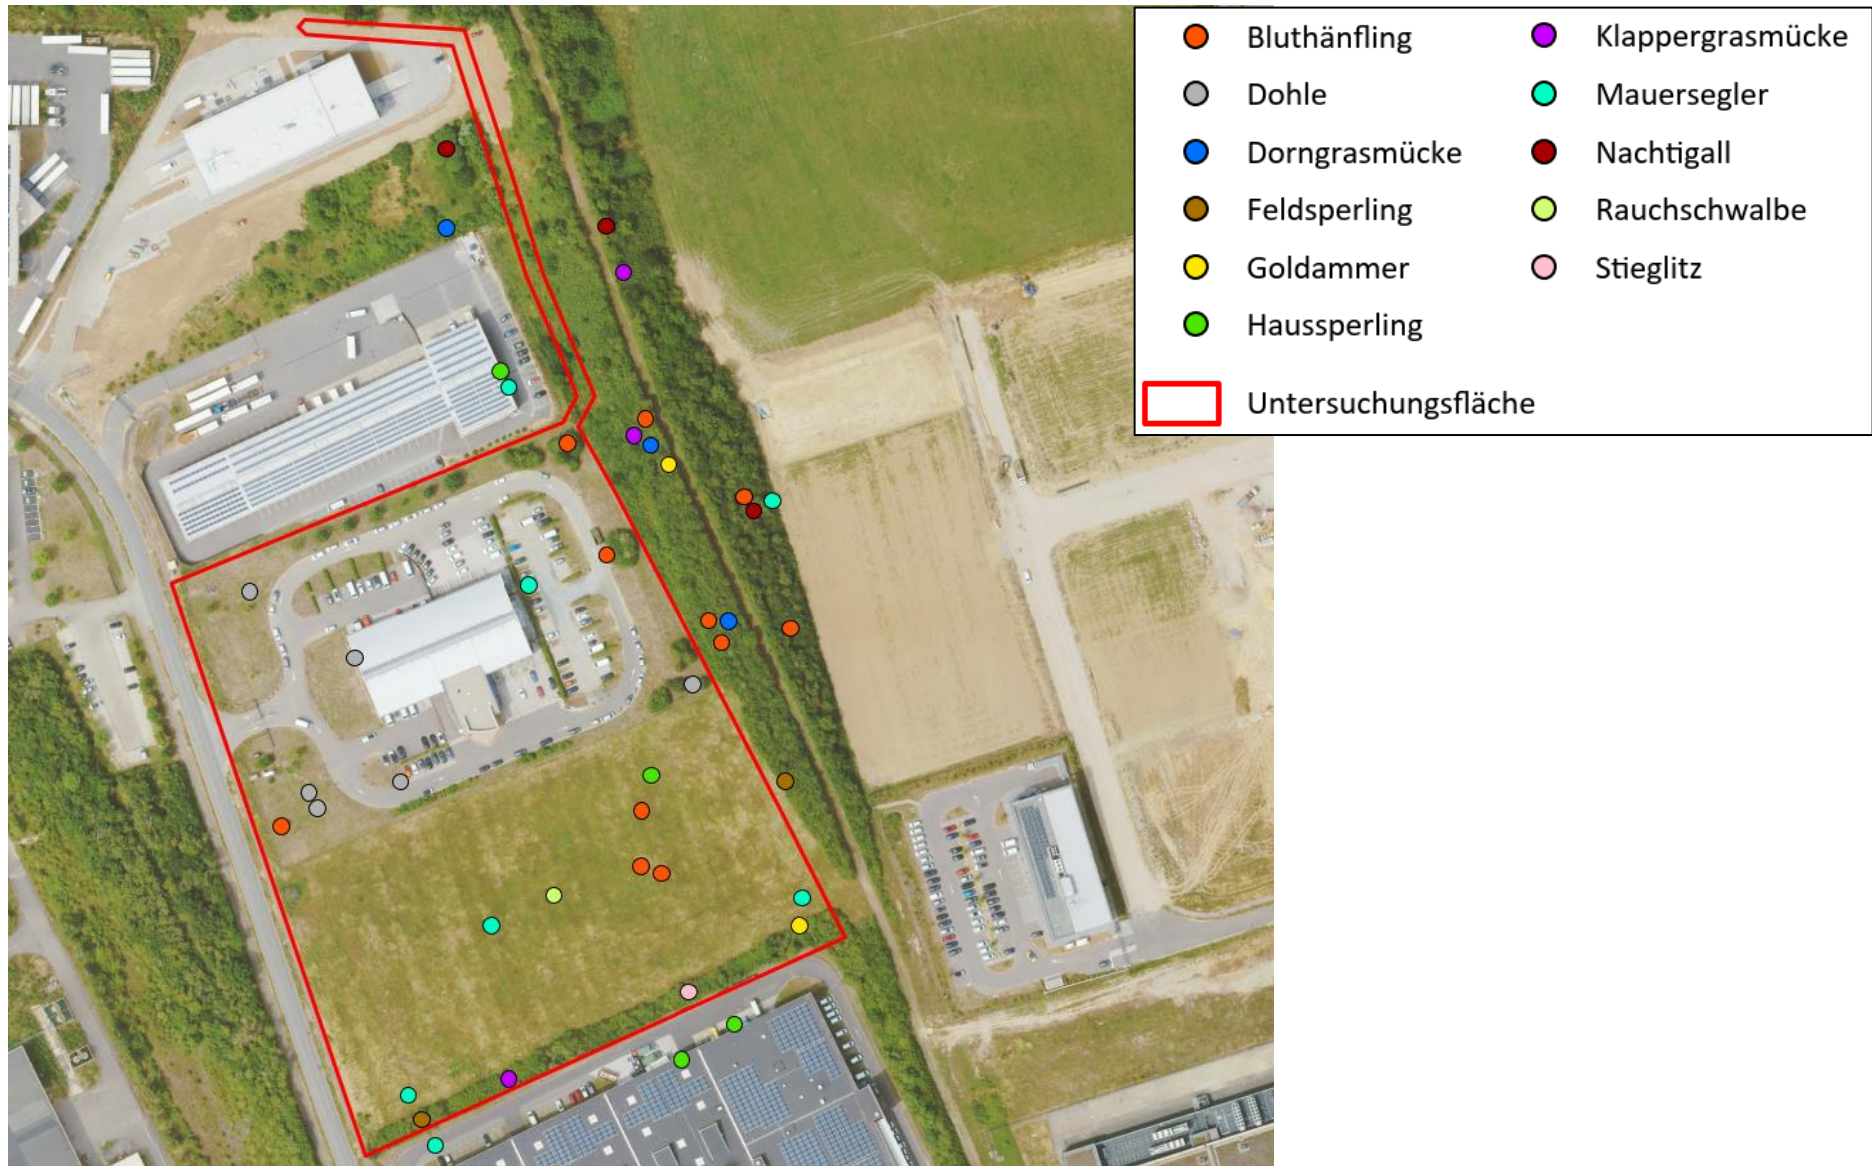 Bluthänfling
Dohle
Dorngrasmücke
Feldsperling
Goldammer
Haussperling
Klappergrasmücke
Mauersegler
Nachtigall
Rauchschwalbe
Stieglitz
Untersuchungsfläche